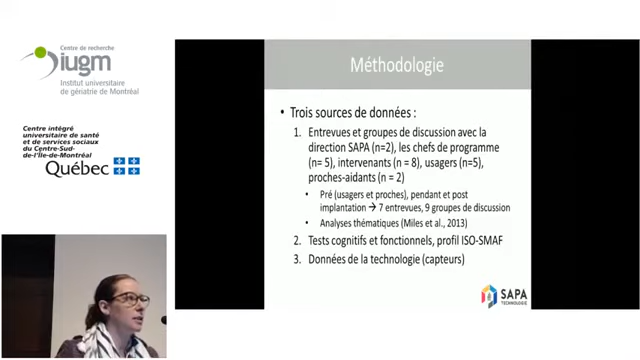 Centre de recherche
iugm
Institut universitaire
de gériatrie de Montréal
Centre intégré
universitaire de santé
et de services sociaux
du Centre-Sud-
de-l'Île-de-Montréal
Québec
Méthodologie
• Trois sources de données :
1. Entrevues et groupes de discussion avec la
direction SAPA (n=2), les chefs de programme
(n= 5), intervenants (n = 8), usagers (n=5),
proches-aidants (n = 2)
• Pré (usagers et proches), pendant et post
implantation → 7 entrevues, 9 groupes de discussion
• Analyses thématiques (Miles et al., 2013)
2. Tests cognitifs et fonctionnels, profil ISO-SMAF
3. Données de la technologie (capteurs)
SAPA
TECHNOLOGIE